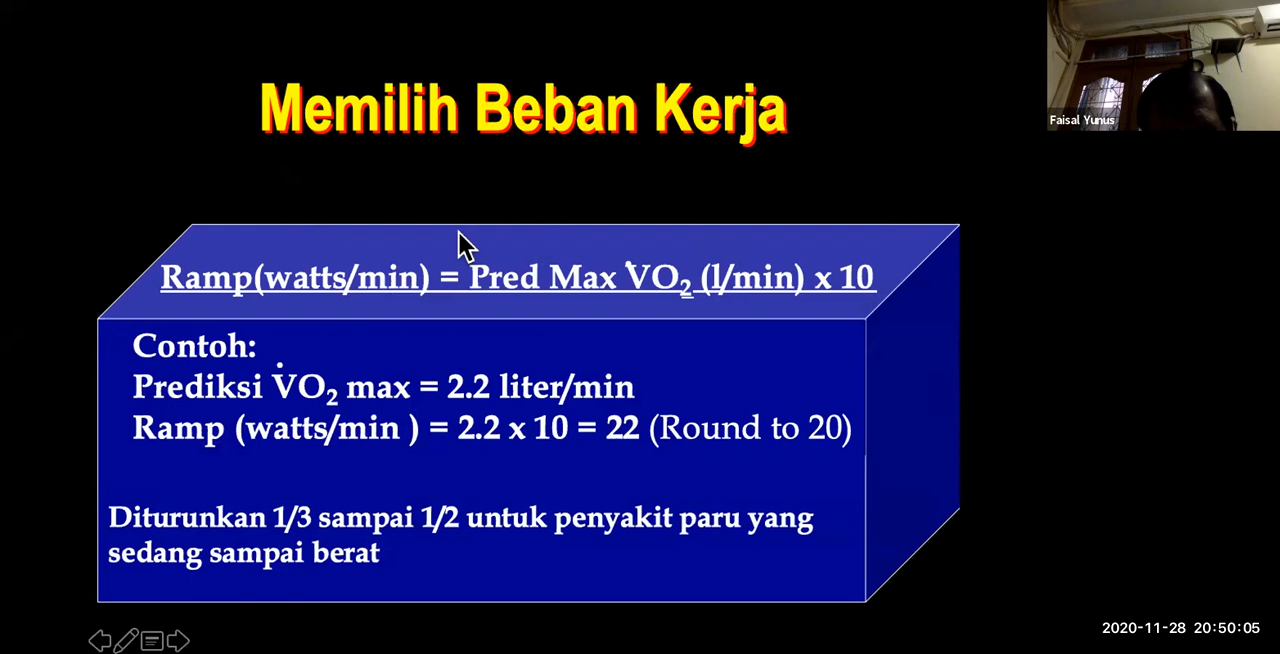 Memilih Beban Kerja
Faisal Yunus
Ramp(watts/min) = Pred Max V̇O₂ (l/min) x 10
Contoh:
Prediksi V̇O₂ max = 2.2 liter/min
Ramp (watts/min ) = 2.2 x 10 = 22 (Round to 20)
Diturunkan 1/3 sampai 1/2 untuk penyakit paru yang
sedang sampai berat
2020-11-28 20:50:05